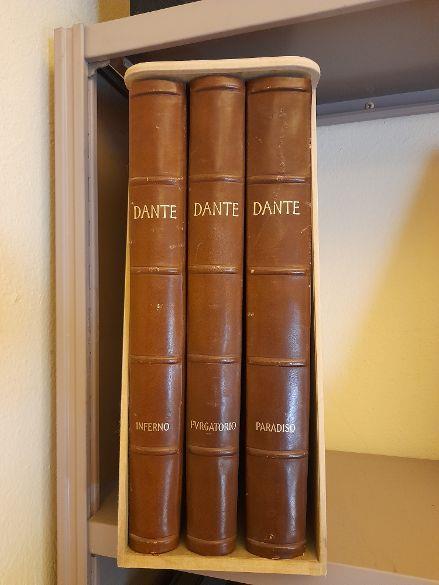 DANTE
INFERNO
DANTE
PVRGATORIO
DANTE
PARADISO